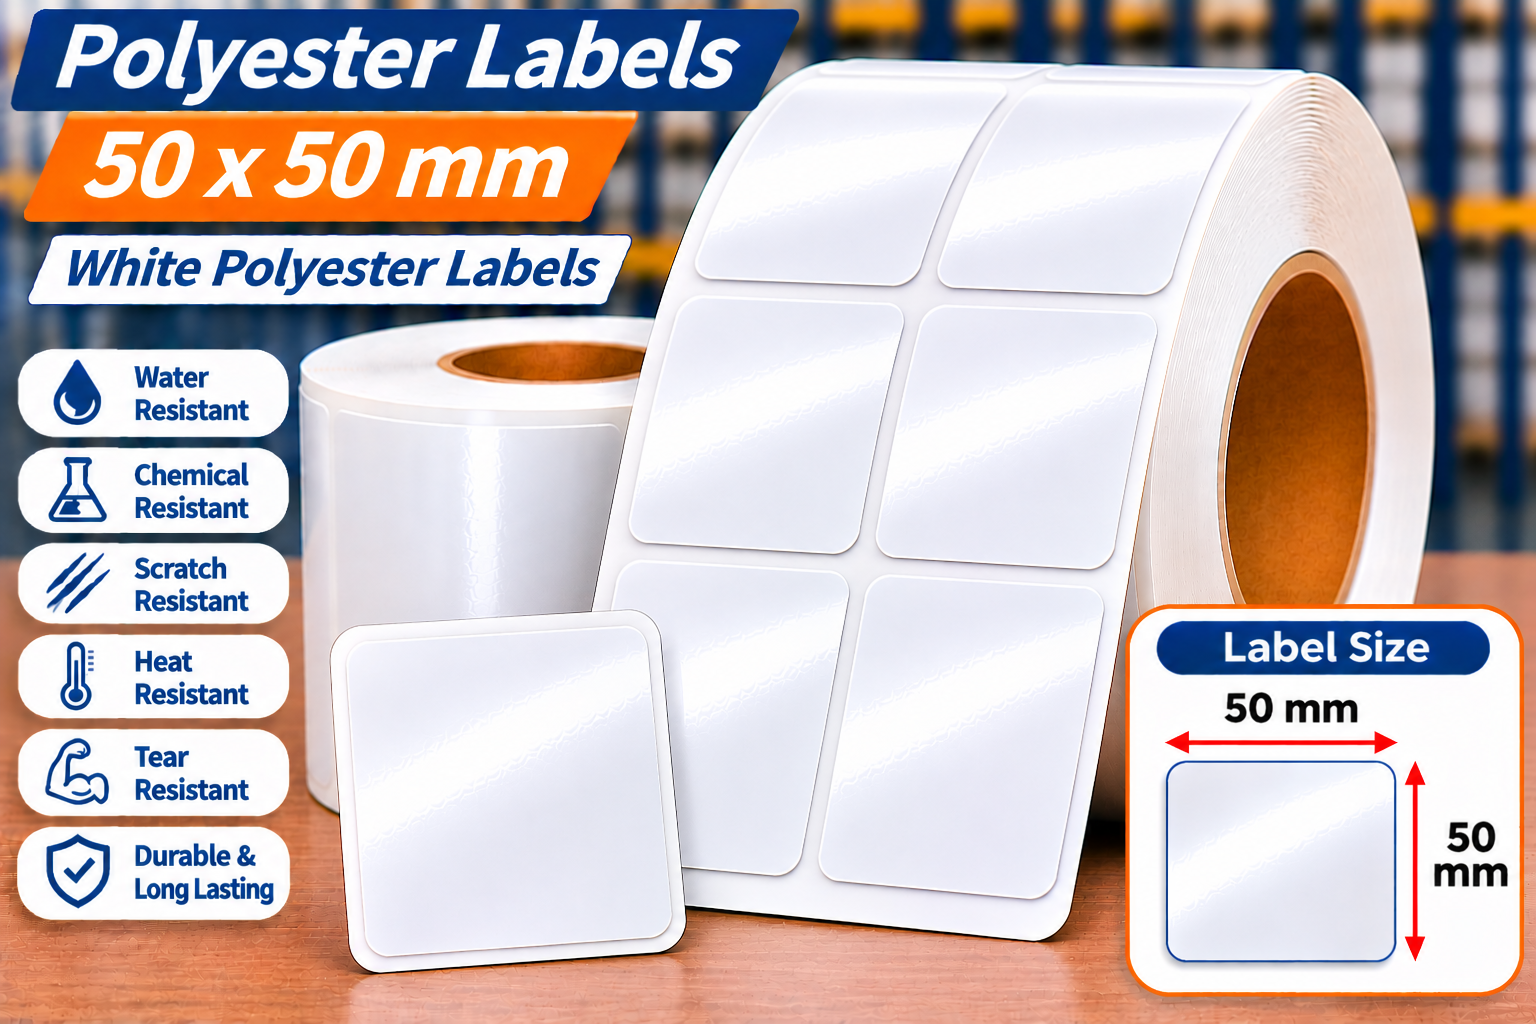 Polyester Labels
50 x 50 mm
White Polyester Labels
Water
Resistant
Chemical
Resistant
Scratch
Resistant
Heat
Resistant
Tear
Resistant
Durable &
Long Lasting
Label Size
50 mm
50
mm